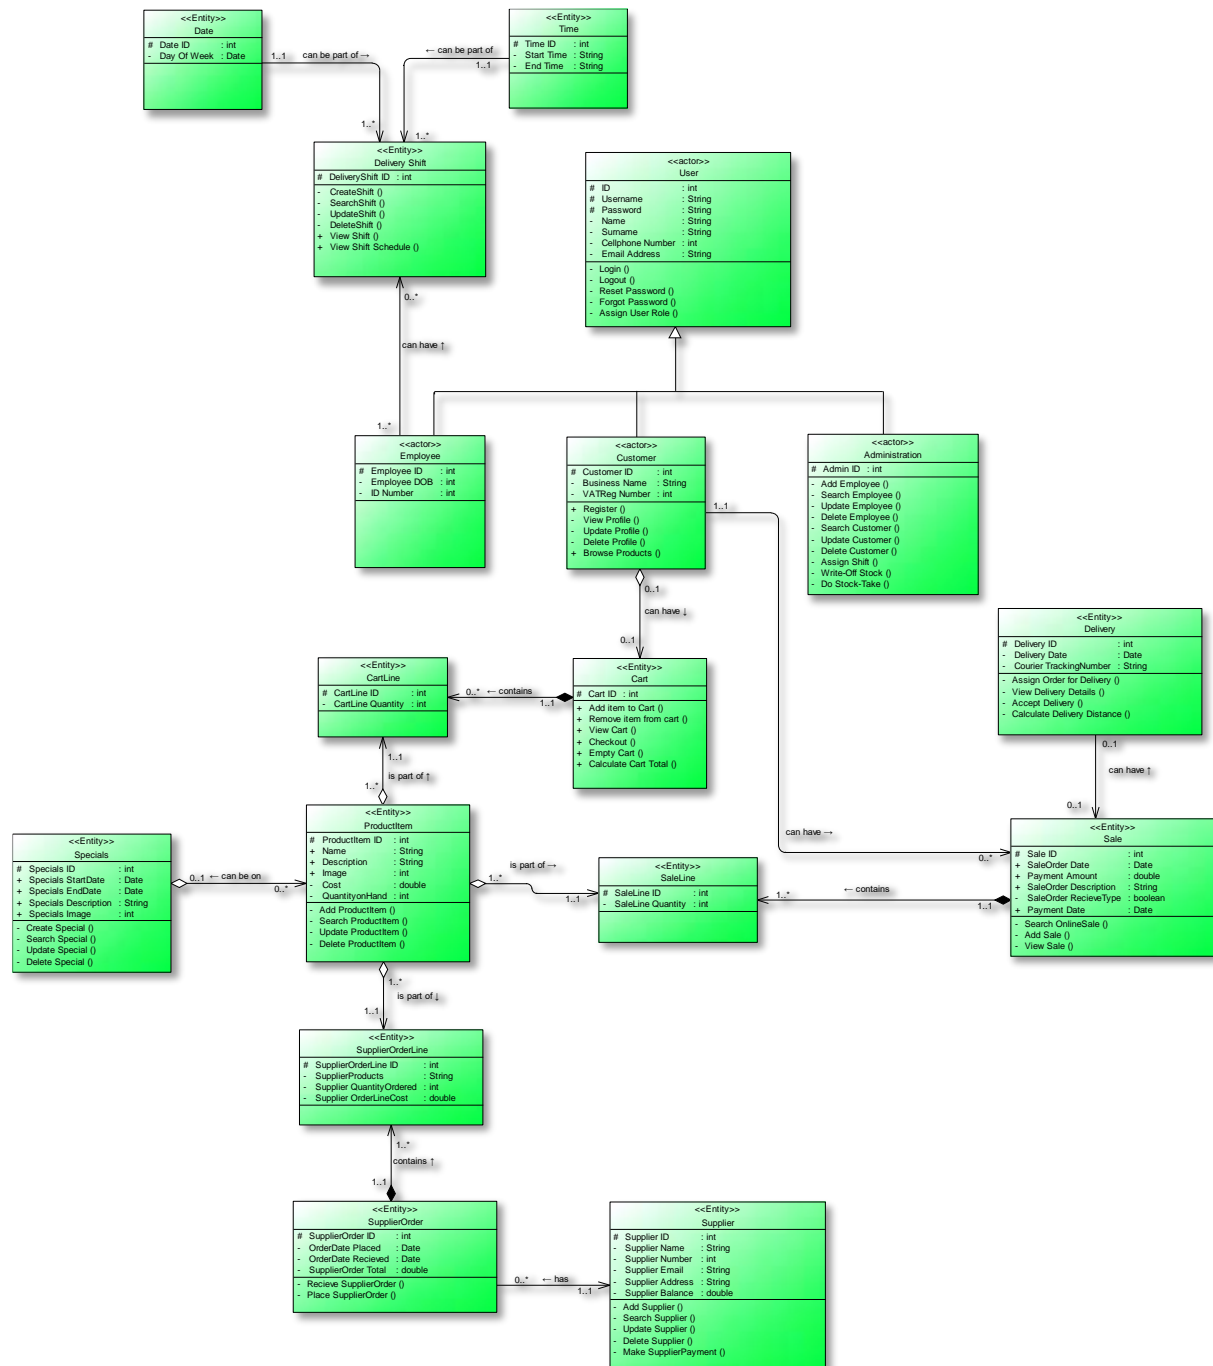 <<Entity>>
Date
# Date ID : int
- Day Of Week : Date
<<Entity>>
Time
# Time ID : int
- Start Time : String
- End Time : String
1..1
can be part of →
← can be part of
1..1
1..*
1..*
<<Entity>>
Delivery Shift
# DeliveryShift ID : int
- CreateShift ()
- SearchShift ()
- UpdateShift ()
- DeleteShift ()
+ View Shift ()
+ View Shift Schedule ()
<<actor>>
User
# ID : int
# Username : String
# Password : String
- Name : String
- Surname : String
- Cellphone Number : int
- Email Address : String
- Login ()
- Logout ()
- Reset Password ()
- Forgot Password ()
- Assign User Role ()
0..*
can have ↑
1..*
<<actor>>
Employee
# Employee ID : int
- Employee DOB : int
- ID Number : int
<<actor>>
Customer
# Customer ID : int
- Business Name : String
- VATReg Number : int
+ Register ()
- View Profile ()
- Update Profile ()
- Delete Profile ()
+ Browse Products ()
<<actor>>
Administration
# Admin ID : int
- Add Employee ()
- Search Employee ()
- Update Employee ()
- Delete Employee ()
- Search Customer ()
- Update Customer ()
- Delete Customer ()
- Assign Shift ()
- Write-Off Stock ()
- Do Stock-Take ()
1..1
0..1
can have ↓
0..1
<<Entity>>
Delivery
# Delivery ID : int
- Delivery Date : Date
- Courier TrackingNumber : String
- Assign Order for Delivery ()
- View Delivery Details ()
- Accept Delivery ()
- Calculate Delivery Distance ()
<<Entity>>
CartLine
# CartLine ID : int
- CartLine Quantity : int
0..*
← contains
1..1
<<Entity>>
Cart
# Cart ID : int
+ Add item to Cart ()
+ Remove item from cart ()
+ View Cart ()
+ Checkout ()
+ Empty Cart ()
+ Calculate Cart Total ()
0..1
can have ↑
0..1
1..1
is part of ↑
1..*
<<Entity>>
ProductItem
# ProductItem ID : int
+ Name : String
+ Description : String
+ Image : int
- Cost : double
- QuantityonHand : int
- Add ProductItem ()
- Search ProductItem ()
- Update ProductItem ()
- Delete ProductItem ()
<<Entity>>
Specials
# Specials ID : int
+ Specials StartDate : Date
+ Specials EndDate : Date
+ Specials Description : String
+ Specials Image : int
- Create Special ()
- Search Special ()
- Update Special ()
- Delete Special ()
0..1
← can be on
0..*
is part of →
1..*
1..1
<<Entity>>
SaleLine
# SaleLine ID : int
- SaleLine Quantity : int
can have →
0..*
← contains
1..*
1..1
<<Entity>>
Sale
# Sale ID : int
+ SaleOrder Date : Date
+ Payment Amount : double
- SaleOrder Description : String
- SaleOrder RecieveType : boolean
+ Payment Date : Date
- Search OnlineSale ()
- Add Sale ()
- View Sale ()
1..*
is part of ↓
1..1
<<Entity>>
SupplierOrderLine
# SupplierOrderLine ID : int
- SupplierProducts : String
- Supplier QuantityOrdered : int
- Supplier OrderLineCost : double
1..*
contains ↑
1..1
<<Entity>>
SupplierOrder
# SupplierOrder ID : int
- OrderDate Placed : Date
- OrderDate Recieved : Date
- SupplierOrder Total : double
- Recieve SupplierOrder ()
- Place SupplierOrder ()
0..*
← has
1..1
<<Entity>>
Supplier
# Supplier ID : int
- Supplier Name : String
- Supplier Number : int
- Supplier Email : String
- Supplier Address : String
- Supplier Balance : double
- Add Supplier ()
- Search Supplier ()
- Update Supplier ()
- Delete Supplier ()
- Make SupplierPayment ()